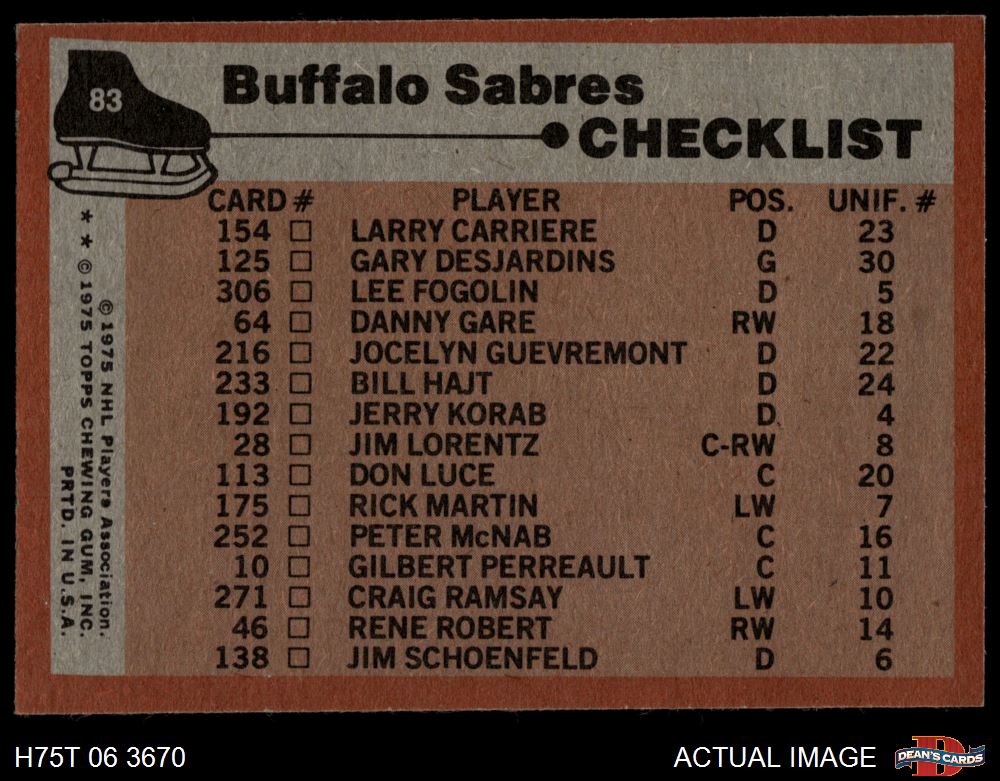 83
Buffalo Sabres
CHECKLIST
CARD # PLAYER POS. UNIF. #
154 □ LARRY CARRIERE D 23
125 □ GARY DESJARDINS G 30
306 □ LEE FOGOLIN D 5
64 □ DANNY GARE RW 18
216 □ JOCELYN GUEVREMONT D 22
233 □ BILL HAJT D 24
192 □ JERRY KORAB D 4
28 □ JIM LORENTZ C-RW 8
113 □ DON LUCE C 20
175 □ RICK MARTIN LW 7
252 □ PETER McNAB C 16
10 □ GILBERT PERREAULT C 11
271 □ CRAIG RAMSAY LW 10
46 □ RENE ROBERT RW 14
138 □ JIM SCHOENFELD D 6
© 1975 NHL Players Association.
* * © 1975 TOPPS CHEWING GUM, INC.
PRTD. IN U.S.A.
H75T 06 3670
ACTUAL IMAGE
D
DEAN'S CARDS